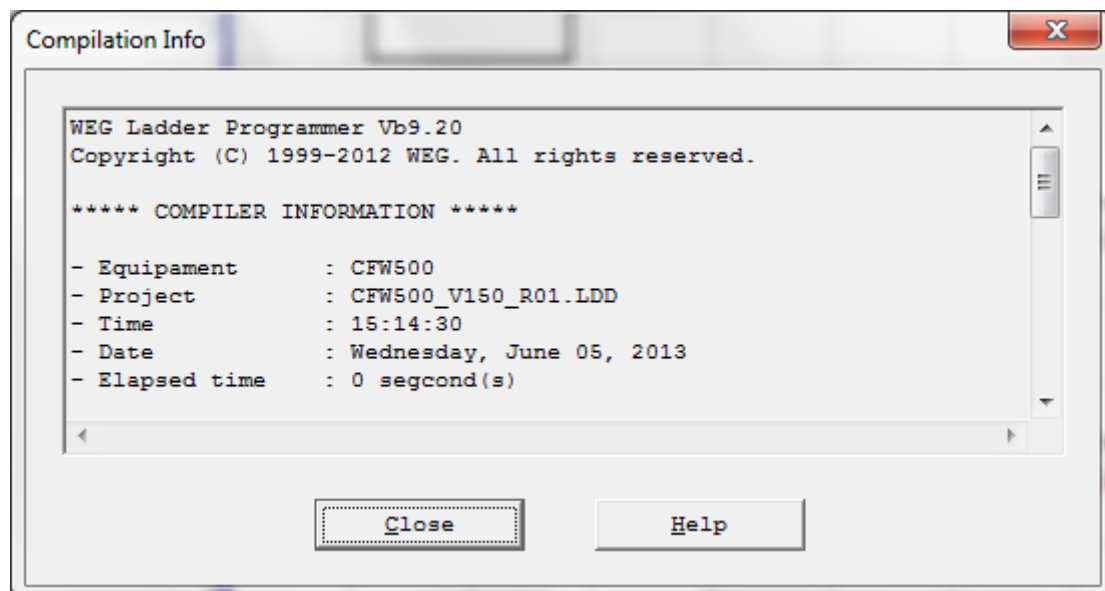 Compilation Info
WEG Ladder Programmer Vb9.20
Copyright (C) 1999-2012 WEG. All rights reserved.
***** COMPILER INFORMATION *****
- Equipament : CFW500
- Project : CFW500_V150_R01.LDD
- Time : 15:14:30
- Date : Wednesday, June 05, 2013
- Elapsed time : 0 segcond(s)
Close Help